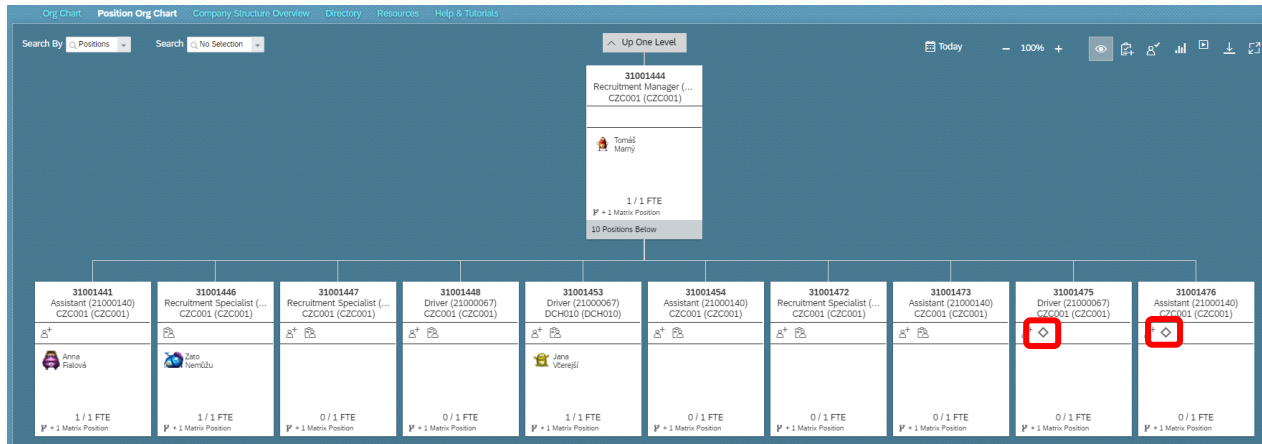 Org Chart Position Org Chart Company Structure Overview Directory Resources Help & Tutorials
Search By Positions Search No Selection
Up One Level
Today – 100% +
31001444
Recruitment Manager (...
CZC001 (CZC001)
Tomáš
Marný
1 / 1 FTE
+ 1 Matrix Position
10 Positions Below
31001441
Assistant (21000140)
CZC001 (CZC001)
Anna
Fialová
1 / 1 FTE
+ 1 Matrix Position
31001446
Recruitment Specialist (...
CZC001 (CZC001)
Zato
Nemůžu
1 / 1 FTE
+ 1 Matrix Position
31001447
Recruitment Specialist (...
CZC001 (CZC001)
0 / 1 FTE
+ 1 Matrix Position
31001448
Driver (21000067)
CZC001 (CZC001)
0 / 1 FTE
+ 1 Matrix Position
31001453
Driver (21000067)
DCH010 (DCH010)
Jana
Včerejší
1 / 1 FTE
+ 1 Matrix Position
31001454
Assistant (21000140)
CZC001 (CZC001)
0 / 1 FTE
+ 1 Matrix Position
31001472
Recruitment Specialist (...
CZC001 (CZC001)
0 / 1 FTE
+ 1 Matrix Position
31001473
Assistant (21000140)
CZC001 (CZC001)
0 / 1 FTE
+ 1 Matrix Position
31001475
Driver (21000067)
CZC001 (CZC001)
0 / 1 FTE
+ 1 Matrix Position
31001476
Assistant (21000140)
CZC001 (CZC001)
0 / 1 FTE
+ 1 Matrix Position